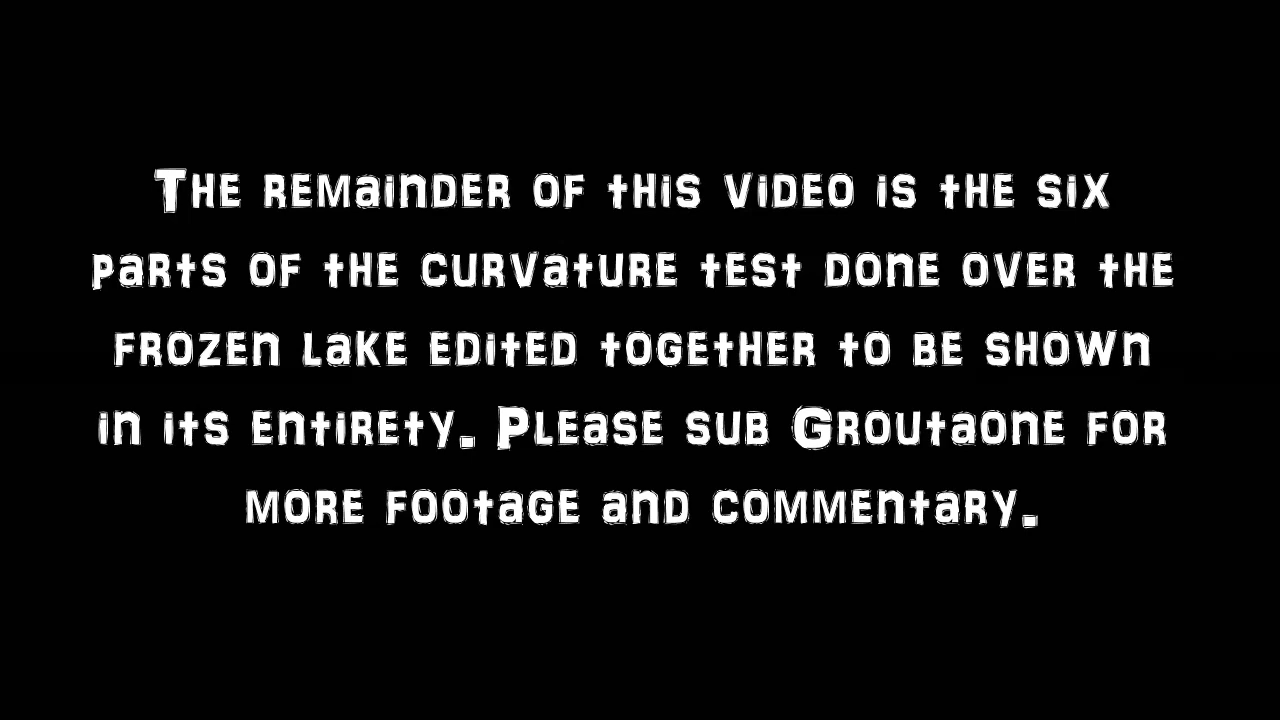 The remainder of this video is the six
parts of the curvature test done over the
frozen lake edited together to be shown
in its entirety. Please sub Groutaone for
more footage and commentary.